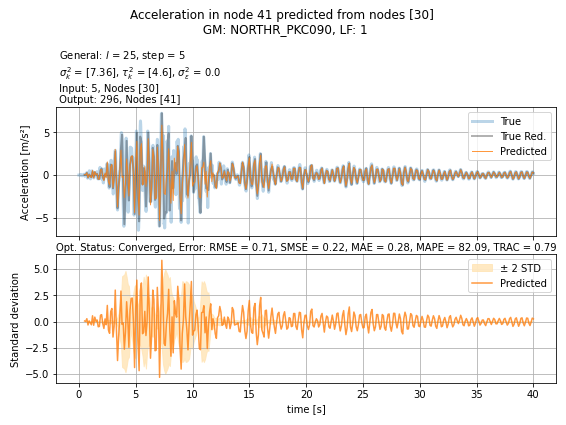 Acceleration in node 41 predicted from nodes [30]
GM: NORTHR_PKC090, LF: 1
General: l = 25, step = 5
σ²ₖ = [7.36], τ²ₖ = [4.6], σ²ₑ = 0.0
Input: 5, Nodes [30]
Output: 296, Nodes [41]
Acceleration [m/s²]
5
0
−5
True
True Red.
Predicted
Opt. Status: Converged, Error: RMSE = 0.71, SMSE = 0.22, MAE = 0.28, MAPE = 82.09, TRAC = 0.79
Standard deviation
5.0
2.5
0.0
−2.5
−5.0
± 2 STD
Predicted
0 5 10 15 20 25 30 35 40
time [s]